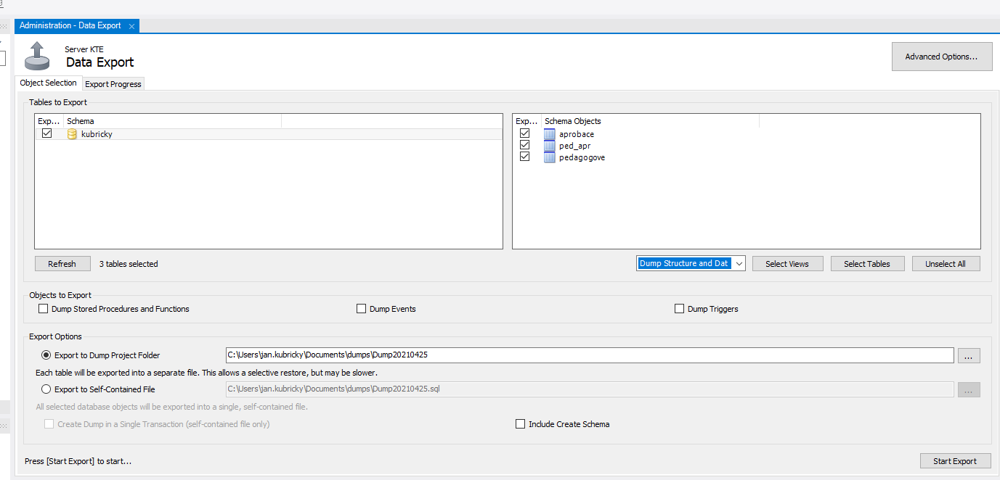 Administration - Data Export
Server KTE
Data Export
Advanced Options...
Object Selection
Export Progress
Tables to Export
Exp... Schema
kubricky
Exp... Schema Objects
aprobace
ped_apr
pedagogove
Refresh
3 tables selected
Dump Structure and Dat
Select Views
Select Tables
Unselect All
Objects to Export
Dump Stored Procedures and Functions
Dump Events
Dump Triggers
Export Options
Export to Dump Project Folder
C:\Users\jan.kubricky\Documents\dumps\Dump20210425
...
Each table will be exported into a separate file. This allows a selective restore, but may be slower.
Export to Self-Contained File
C:\Users\jan.kubricky\Documents\dumps\Dump20210425.sql
...
All selected database objects will be exported into a single, self-contained file.
Create Dump in a Single Transaction (self-contained file only)
Include Create Schema
Press [Start Export] to start...
Start Export